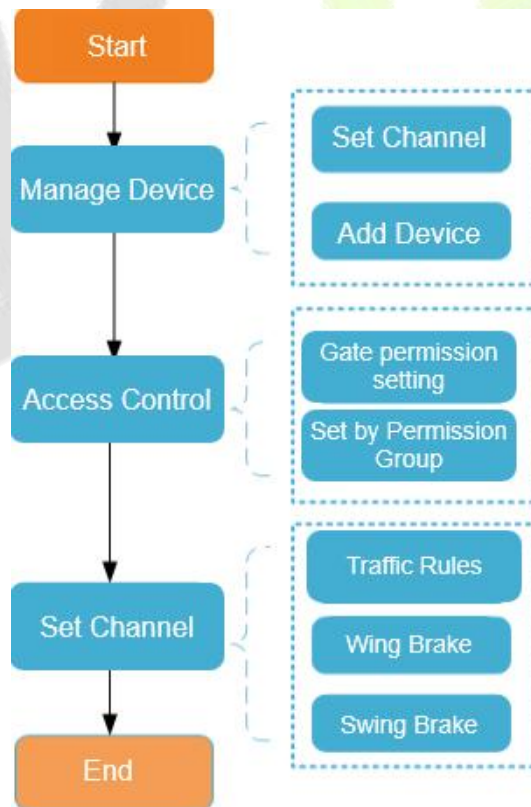 Start
Manage Device
Set Channel
Add Device
Access Control
Gate permission
setting
Set by Permission
Group
Set Channel
Traffic Rules
Wing Brake
Swing Brake
End